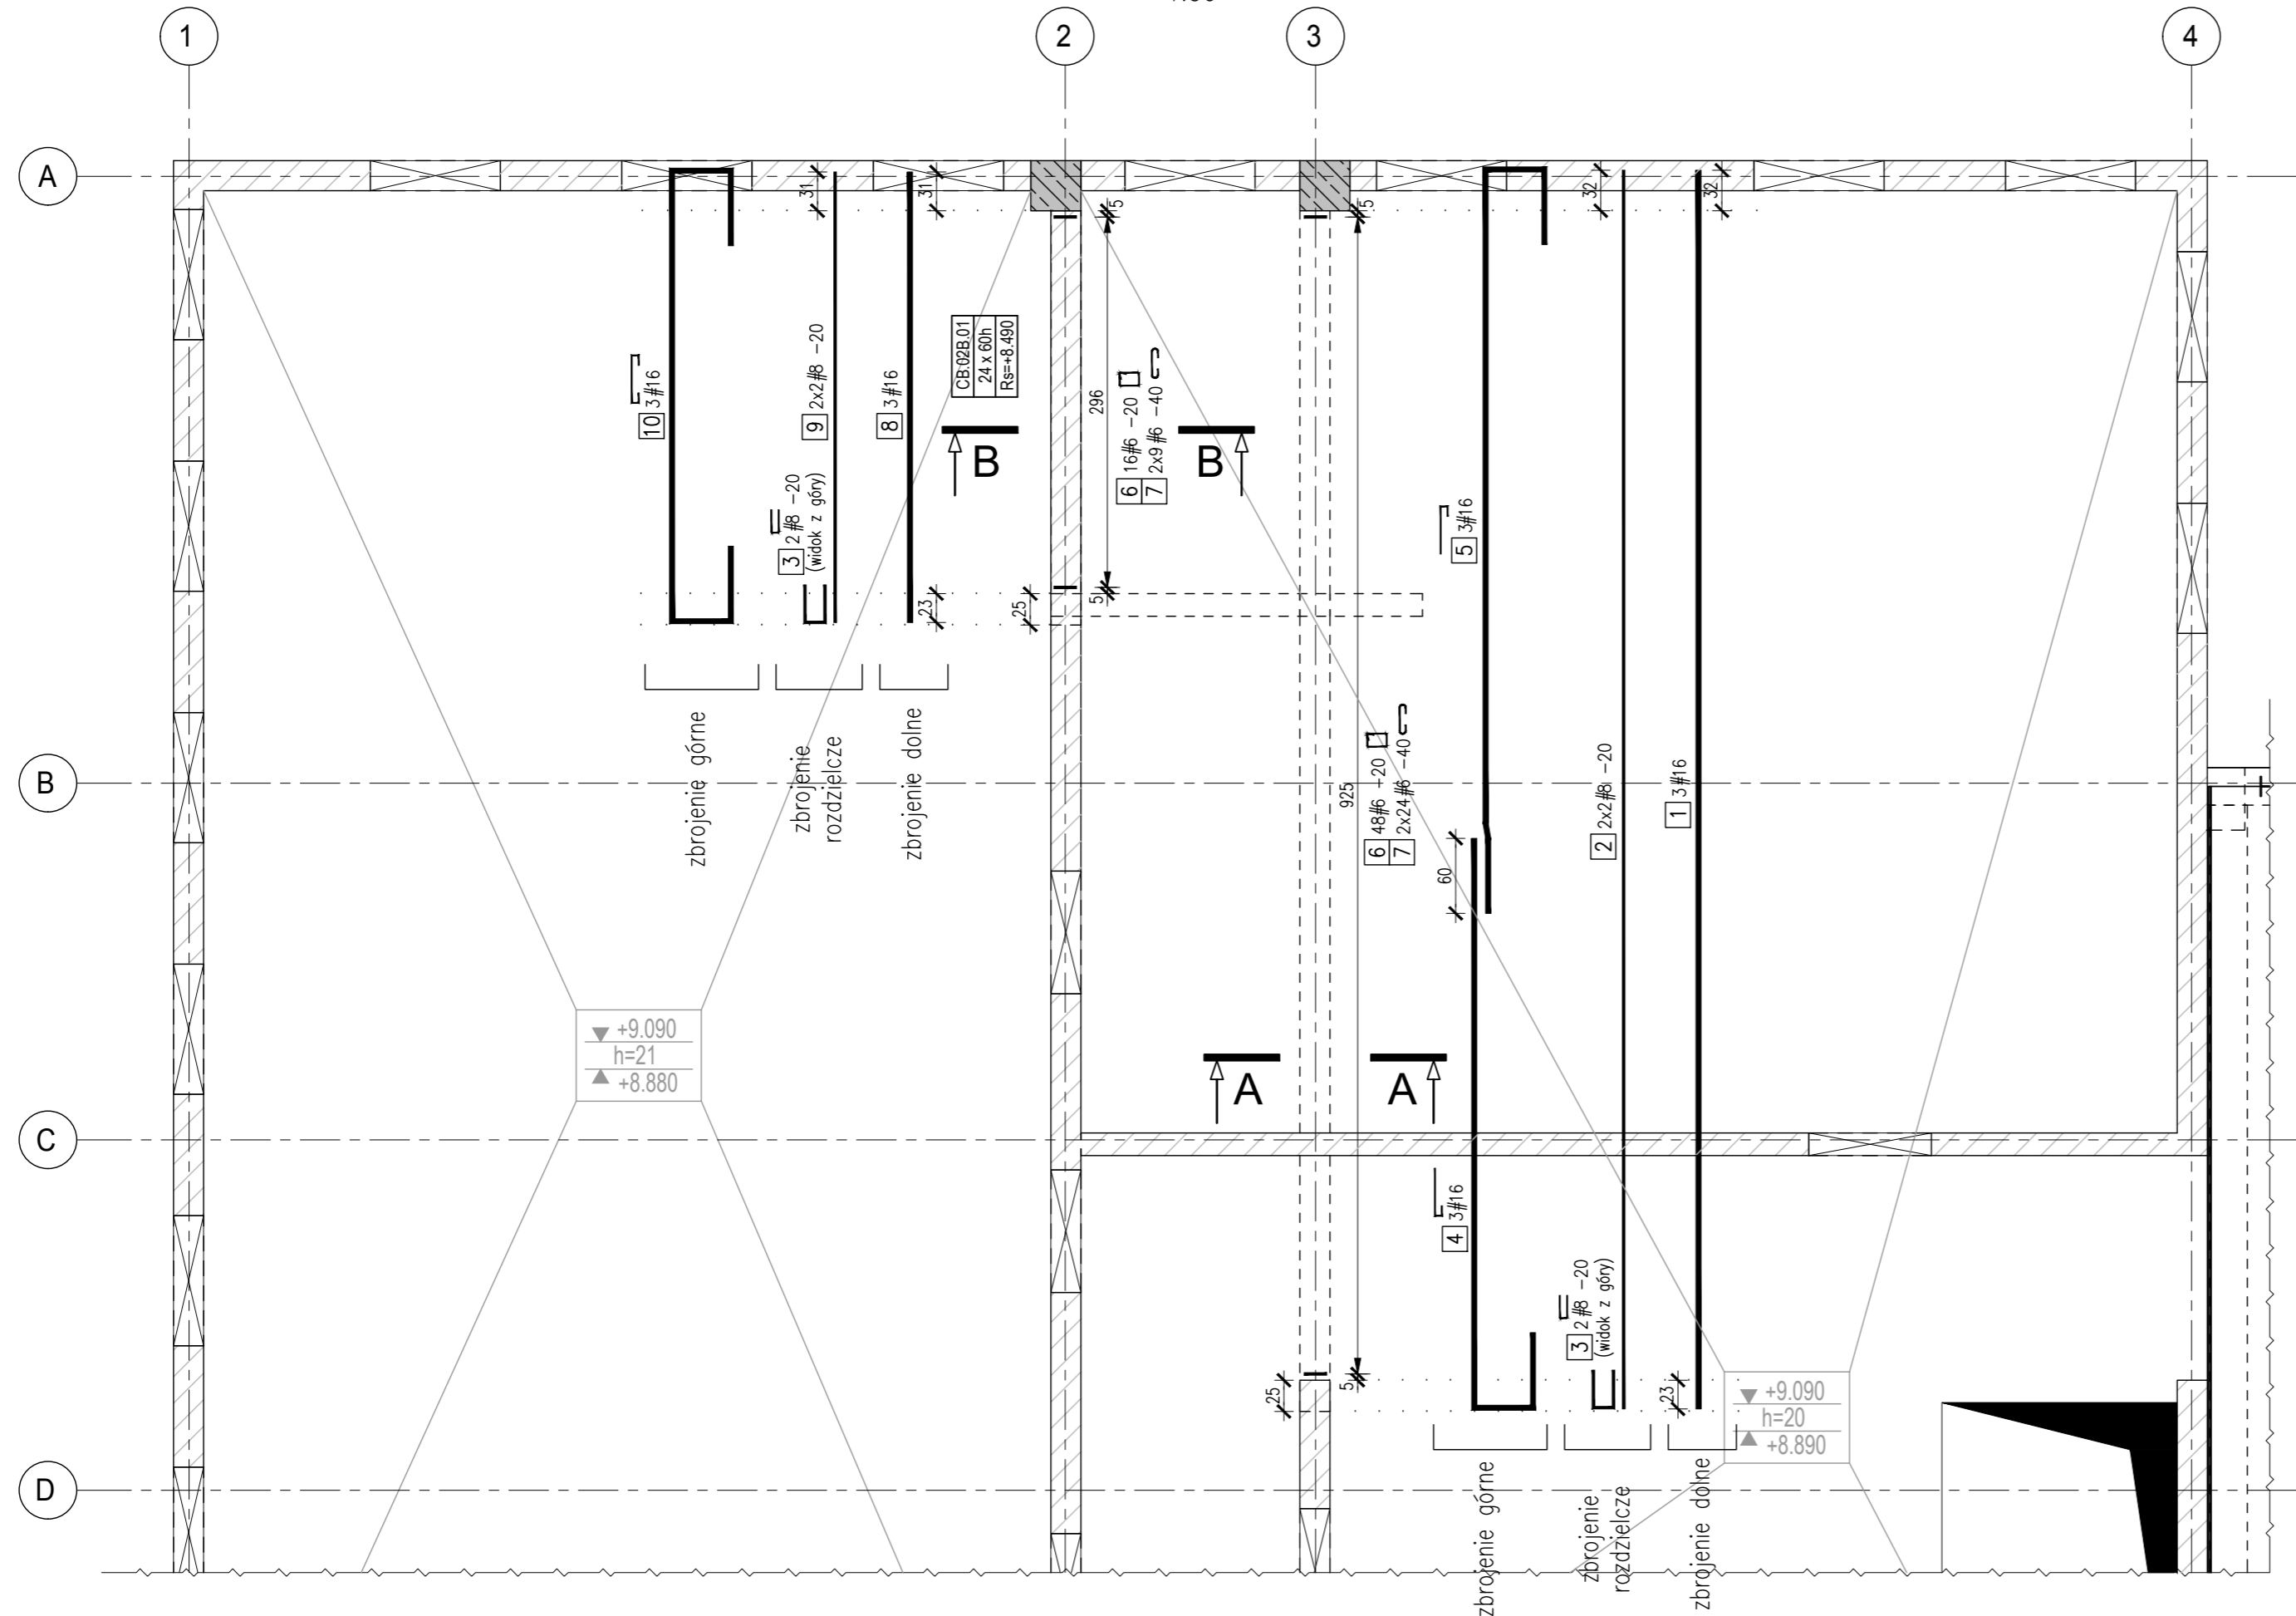 1
2
3
4
A
B
C
D
31
31
5
5
32
32
10 3#16
9 2x2#8 -20
8 3#16
3 2#8 -20
(widok z góry)
CB.02B.01
24 x 60h
Rs=+8.490
B
B
296
6 16#6 -20
7 2x9#6 -40
5 3#16
23
25
5
zbrojenie górne
zbrojenie
rozdzielcze
zbrojenie dolne
925
6 48#6 -20
7 2x24#6 -40
60
2 2x2#8 -20
1 3#16
+9.090
h=21
+8.880
A
A
4 3#16
3 2#8 -20
(widok z góry)
25
5
23
+9.090
h=20
+8.890
zbrojenie górne
zbrojenie
rozdzielcze
zbrojenie dolne